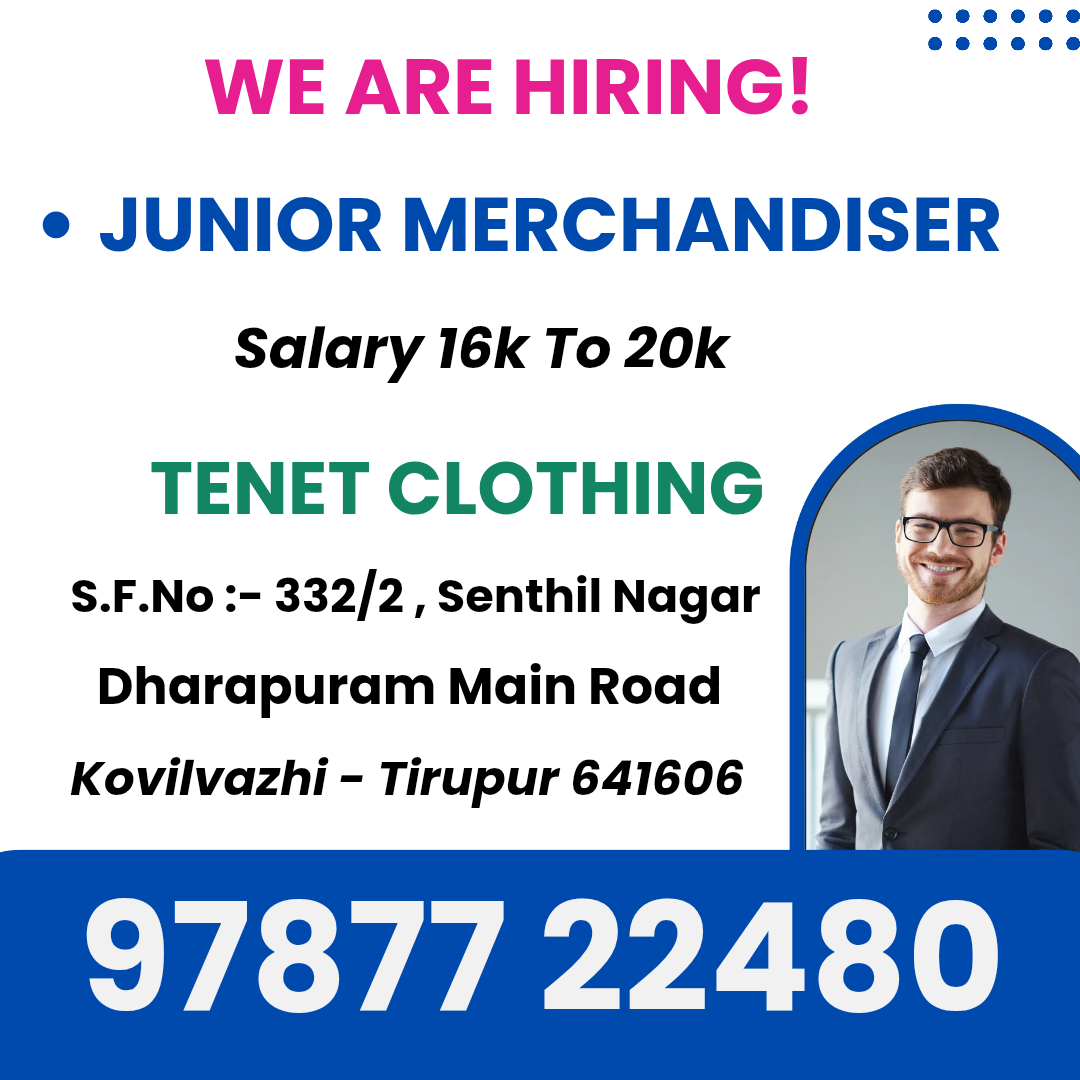 WE ARE HIRING!
• JUNIOR MERCHANDISER
Salary 16k To 20k
TENET CLOTHING
S.F.No :- 332/2 , Senthil Nagar
Dharapuram Main Road
Kovilvazhi - Tirupur 641606
97877 22480